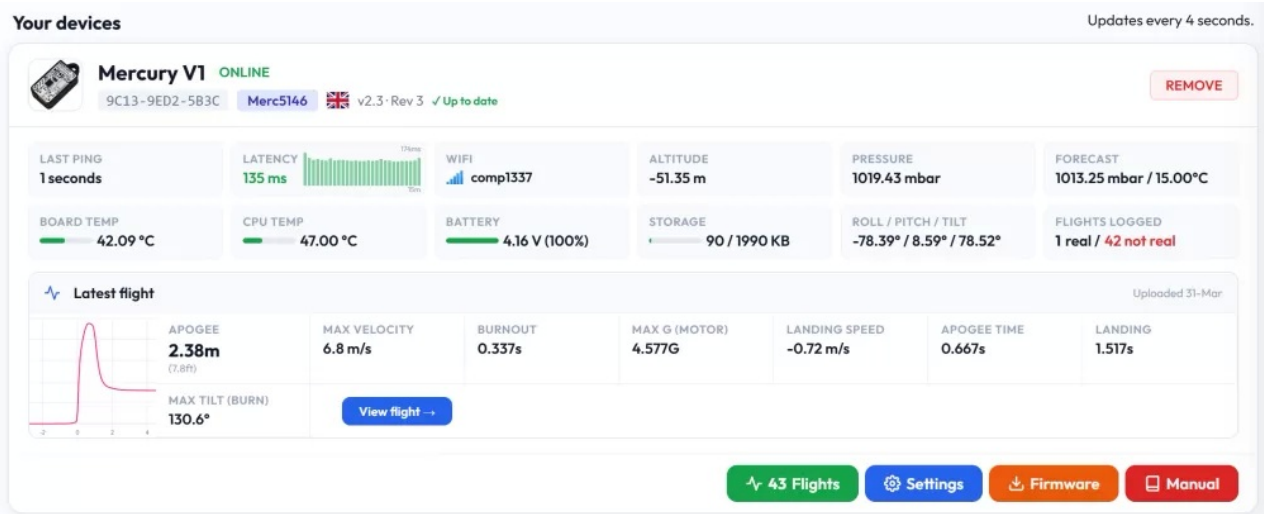 Your devices
Updates every 4 seconds.
Mercury V1 ONLINE
REMOVE
9C13-9ED2-5B3C Merc5146 v2.3 · Rev 3 ✓ Up to date
LAST PING
1 seconds
LATENCY
135 ms
174ms
WIFI
comp1337
ALTITUDE
-51.35 m
PRESSURE
1019.43 mbar
FORECAST
1013.25 mbar / 15.00°C
BOARD TEMP
42.09 °C
CPU TEMP
47.00 °C
BATTERY
4.16 V (100%)
STORAGE
90 / 1990 KB
ROLL / PITCH / TILT
-78.39° / 8.59° / 78.52°
FLIGHTS LOGGED
1 real / 42 not real
Latest flight
Uploaded 31-Mar
-2 0 2 4
APOGEE
2.38m
(7.8ft)
MAX VELOCITY
6.8 m/s
BURNOUT
0.337s
MAX G (MOTOR)
4.577G
LANDING SPEED
-0.72 m/s
APOGEE TIME
0.667s
LANDING
1.517s
MAX TILT (BURN)
130.6°
View flight →
43 Flights
Settings
Firmware
Manual